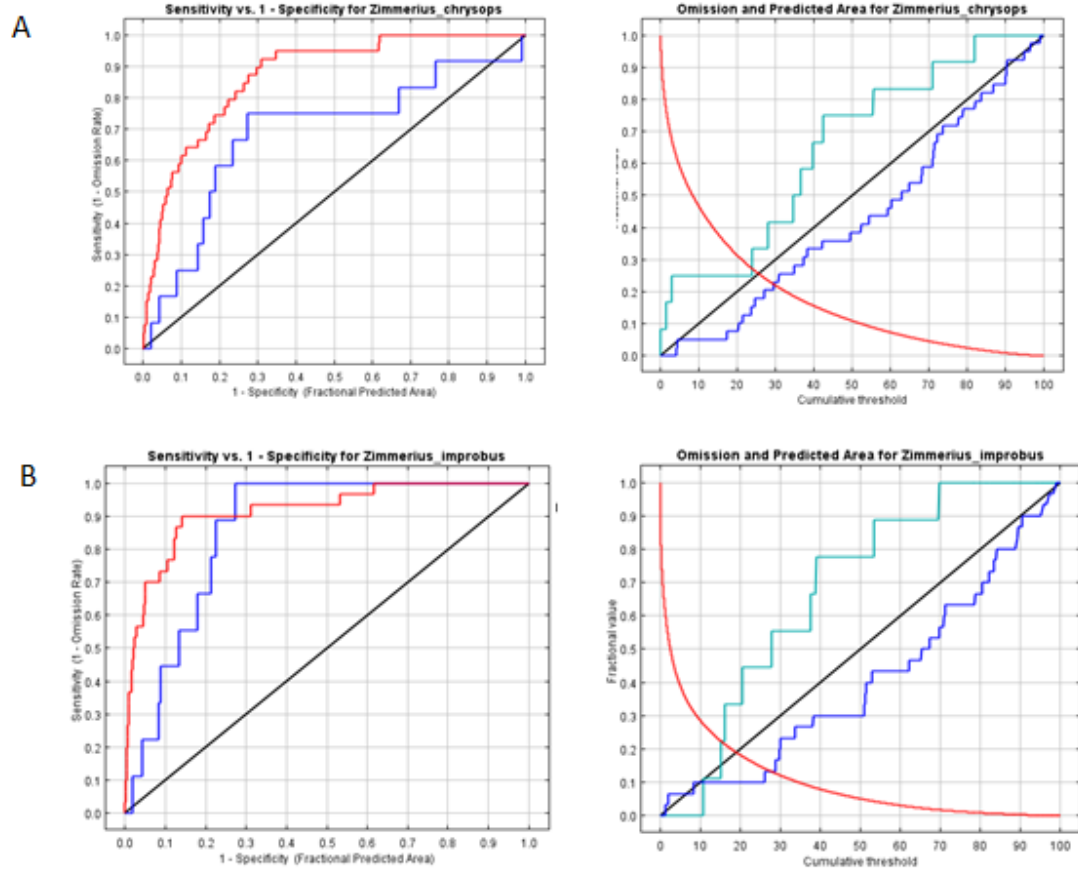 A
Sensitivity vs. 1 - Specificity for Zimmerius_chrysops
Sensitivity (1 - Omission Rate)
1.0
0.9
0.8
0.7
0.6
0.5
0.4
0.3
0.2
0.1
0.0
0.0 0.1 0.2 0.3 0.4 0.5 0.6 0.7 0.8 0.9 1.0
1 - Specificity (Fractional Predicted Area)
Omission and Predicted Area for Zimmerius_chrysops
1.0
0.9
0.8
0.7
0.6
0.5
0.4
0.3
0.2
0.1
0.0
0 10 20 30 40 50 60 70 80 90 100
Cumulative threshold
B
Sensitivity vs. 1 - Specificity for Zimmerius_improbus
Sensitivity (1 - Omission Rate)
1.0
0.9
0.8
0.7
0.6
0.5
0.4
0.3
0.2
0.1
0.0
0.0 0.1 0.2 0.3 0.4 0.5 0.6 0.7 0.8 0.9 1.0
1 - Specificity (Fractional Predicted Area)
Omission and Predicted Area for Zimmerius_improbus
Fractional value
1.0
0.9
0.8
0.7
0.6
0.5
0.4
0.3
0.2
0.1
0.0
0 10 20 30 40 50 60 70 80 90 100
Cumulative threshold